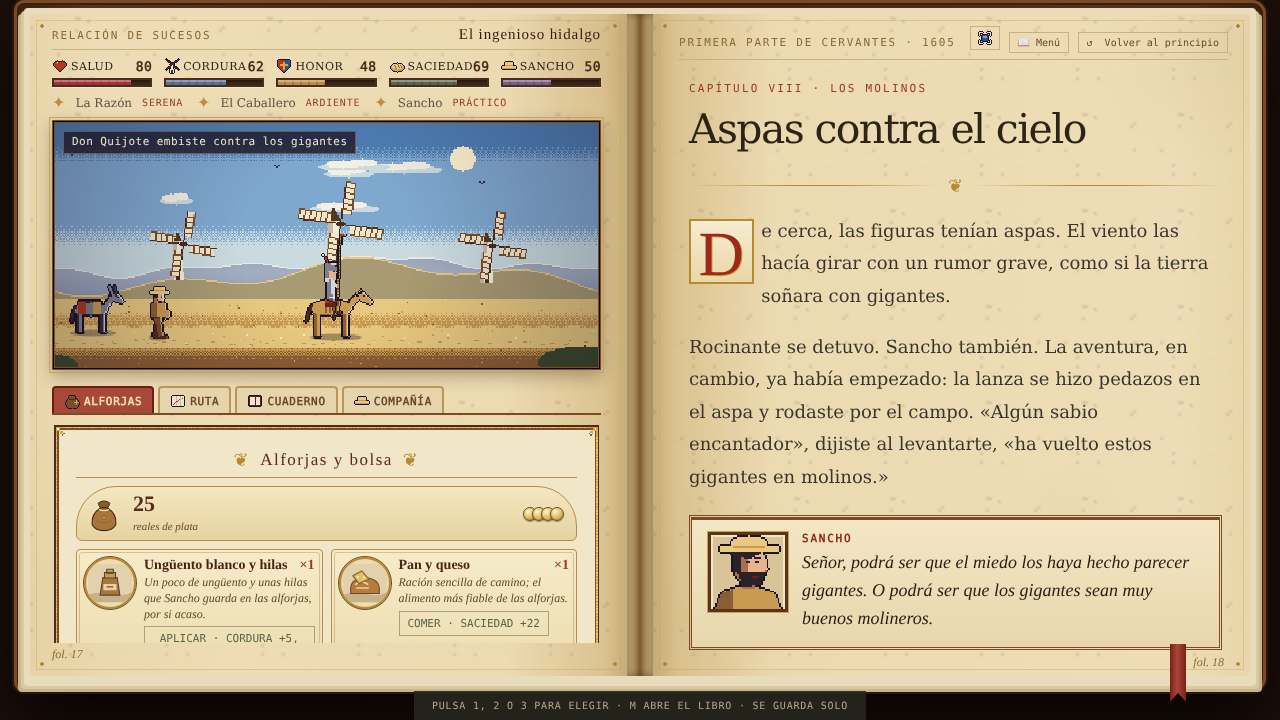 RELACIÓN DE SUCESOS
El ingenioso hidalgo
SALUD 80
CORDURA 62
HONOR 48
SACIEDAD 69
SANCHO 50
La Razón SERENA
El Caballero ARDIENTE
Sancho PRÁCTICO
Don Quijote embiste contra los gigantes
ALFORJAS
RUTA
CUADERNO
COMPAÑÍA
Alforjas y bolsa
25
reales de plata
Ungüento blanco y hilas ×1
Un poco de ungüento y unas hilas
que Sancho guarda en las alforjas,
por si acaso.
APLICAR · CORDURA +5,
Pan y queso ×1
Ración sencilla de camino; el
alimento más fiable de las alforjas.
COMER · SACIEDAD +22
fol. 17
PRIMERA PARTE DE CERVANTES · 1605
Menú
↺ Volver al principio
CAPÍTULO VIII · LOS MOLINOS
Aspas contra el cielo
De cerca, las figuras tenían aspas. El viento las
hacía girar con un rumor grave, como si la tierra
soñara con gigantes.
Rocinante se detuvo. Sancho también. La aventura, en
cambio, ya había empezado: la lanza se hizo pedazos en
el aspa y rodaste por el campo. «Algún sabio
encantador», dijiste al levantarte, «ha vuelto estos
gigantes en molinos.»
SANCHO
Señor, podrá ser que el miedo los haya hecho parecer
gigantes. O podrá ser que los gigantes sean muy
buenos molineros.
fol. 18
PULSA 1, 2 O 3 PARA ELEGIR · M ABRE EL LIBRO · SE GUARDA SOLO